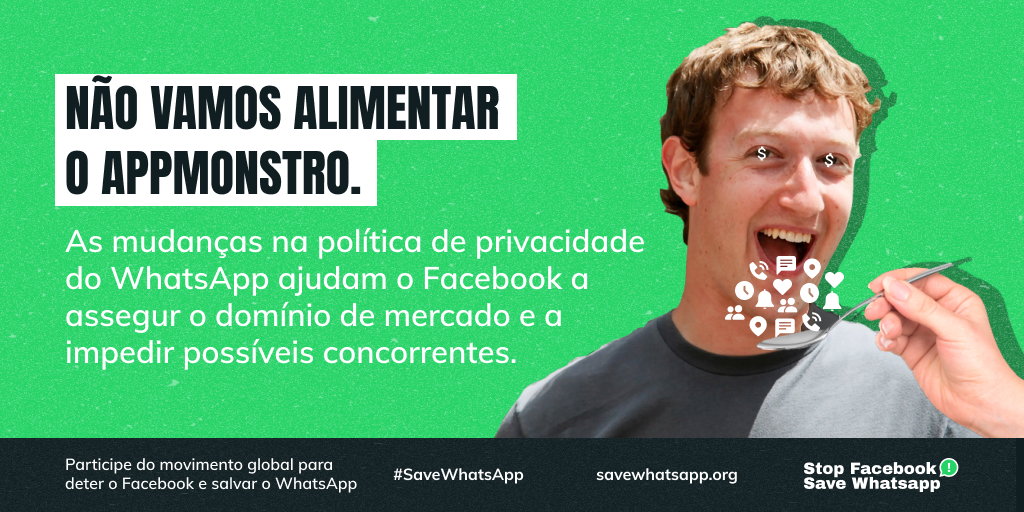 NÃO VAMOS ALIMENTAR
O APPMONSTRO.
As mudanças na política de privacidade
do WhatsApp ajudam o Facebook a
assegur o domínio de mercado e a
impedir possíveis concorrentes.
$ $
Participe do movimento global para
deter o Facebook e salvar o WhatsApp
#SaveWhatsApp
savewhatsapp.org
Stop Facebook !
Save Whatsapp